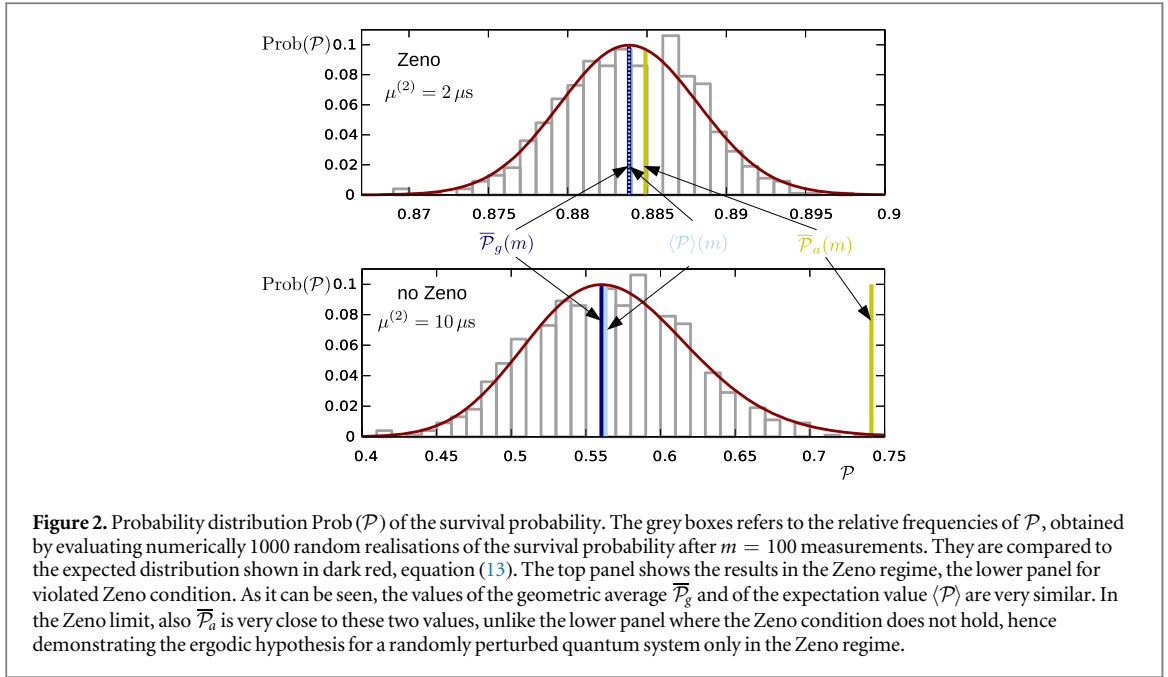 Prob(𝒫)
0.1
0.08
0.06
0.04
0.02
0
Zeno
μ⁽²⁾ = 2 μs
0.87 0.875 0.88 0.885 0.89 0.895 0.9
𝒫̅g(m) ⟨𝒫⟩(m) 𝒫̅a(m)
Prob(𝒫)
0.1
0.08
0.06
0.04
0.02
0
no Zeno
μ⁽²⁾ = 10 μs
0.4 0.45 0.5 0.55 0.6 0.65 0.7 0.75
𝒫
Figure 2. Probability distribution Prob (𝒫) of the survival probability. The grey boxes refers to the relative frequencies of 𝒫, obtained
by evaluating numerically 1000 random realisations of the survival probability after m = 100 measurements. They are compared to
the expected distribution shown in dark red, equation (13). The top panel shows the results in the Zeno regime, the lower panel for
violated Zeno condition. As it can be seen, the values of the geometric average 𝒫̅g and of the expectation value ⟨𝒫⟩ are very similar. In
the Zeno limit, also 𝒫̅a is very close to these two values, unlike the lower panel where the Zeno condition does not hold, hence
demonstrating the ergodic hypothesis for a randomly perturbed quantum system only in the Zeno regime.